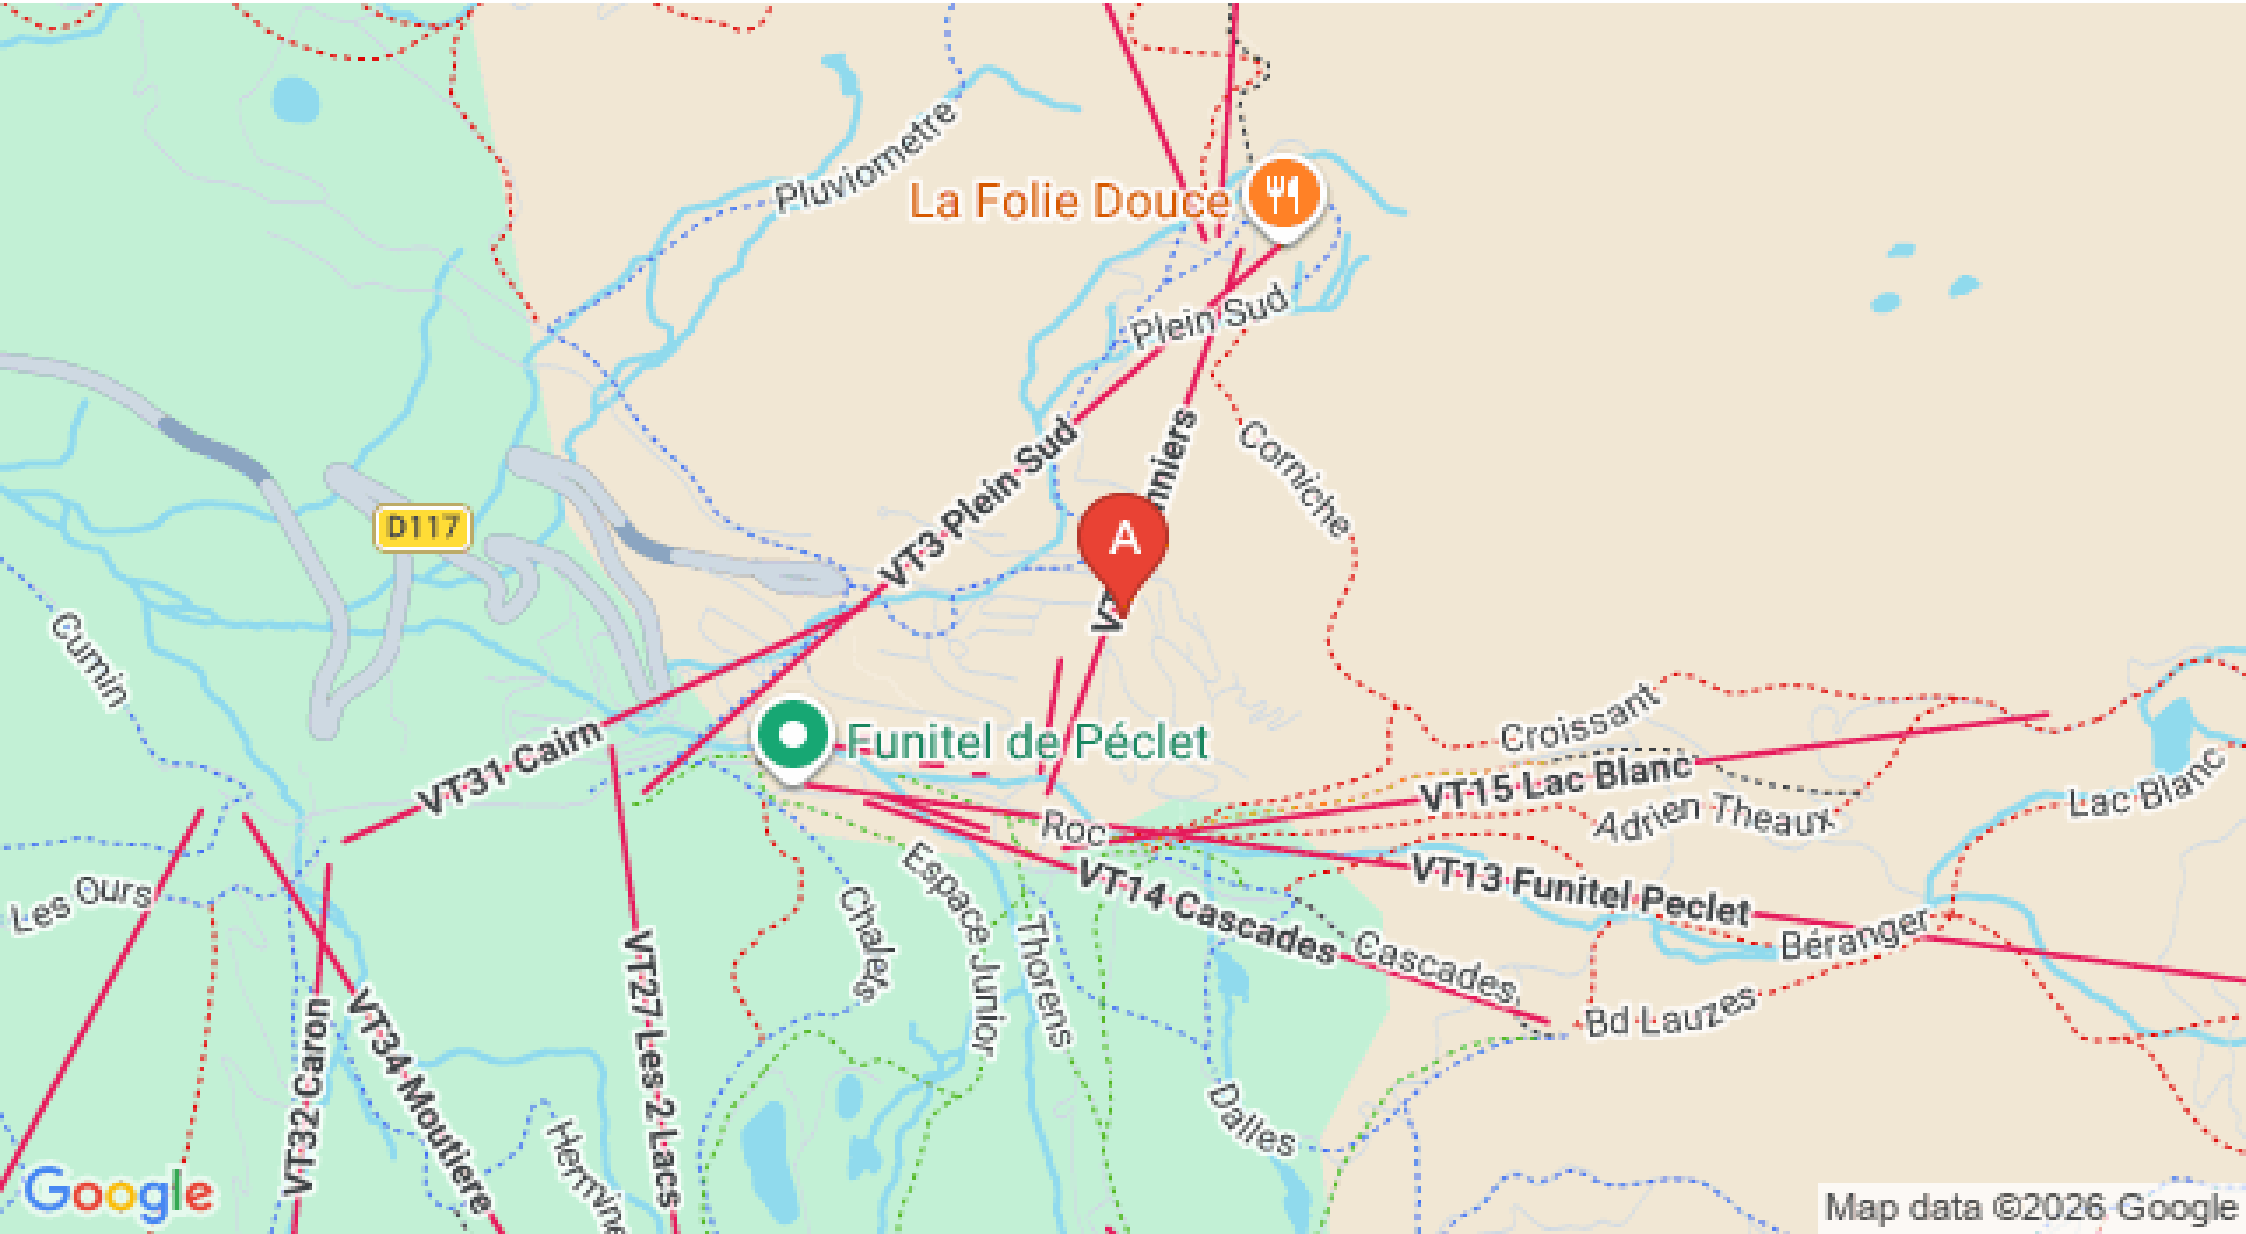 Pluviometre
La Folie Douce
Plein Sud
Corniche
VT3 Plein Sud
D117
A
Cumin
Funitel de Péclet
VT31 Cairn
Croissant
VT15 Lac Blanc
Lac Blanc
Adrien Theaux
Roc
VT14 Cascades
VT13 Funitel Peclet
Les Ours
Espace Junior
Chalets
Thorens
Cascades
Béranger
Bd Lauzes
VT32 Caron
VT34 Moutiere
VT27 Les 2 Lacs
Dalles
Google
Map data ©2026 Google